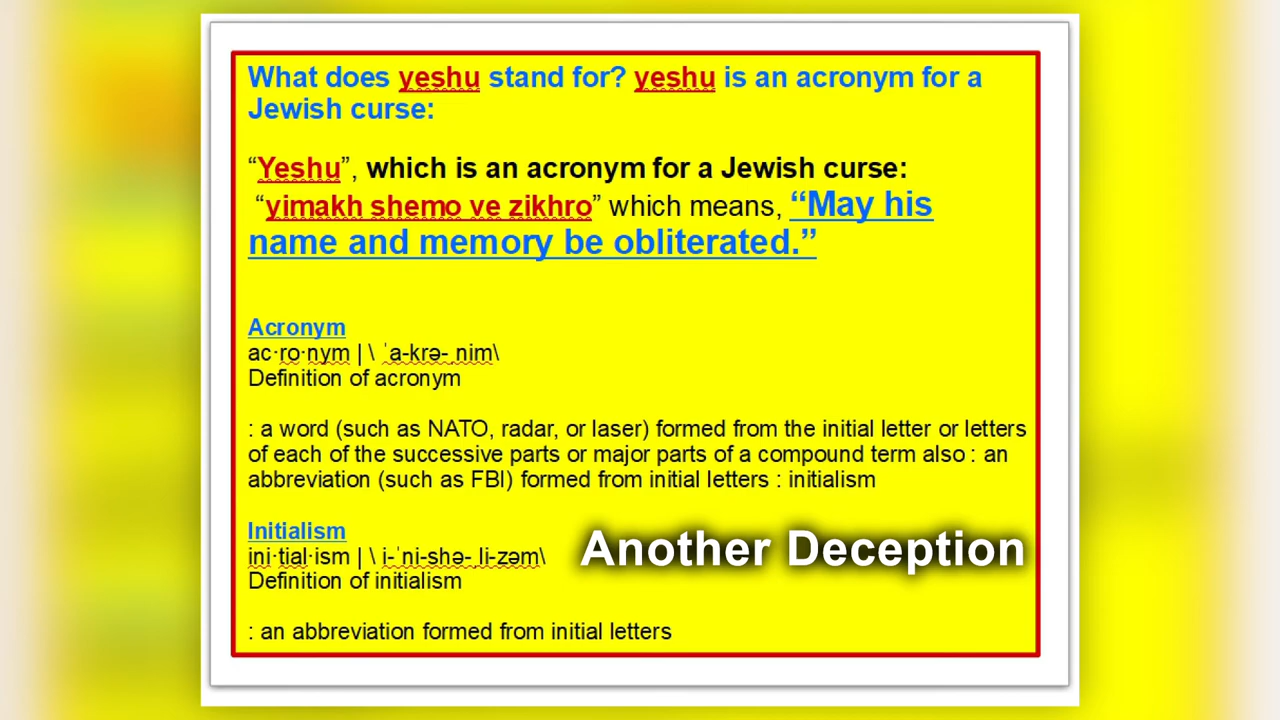 What does yeshu stand for? yeshu is an acronym for a
Jewish curse:
“Yeshu”, which is an acronym for a Jewish curse:
“yimakh shemo ve zikhro” which means, “May his
name and memory be obliterated.”
Acronym
ac·ro·nym | \ ˈa-krə-ˌnim\
Definition of acronym
: a word (such as NATO, radar, or laser) formed from the initial letter or letters
of each of the successive parts or major parts of a compound term also : an
abbreviation (such as FBI) formed from initial letters : initialism
Initialism
ini·tial·ism | \ i-ˈni-shə-ˌli-zəm\
Definition of initialism
: an abbreviation formed from initial letters
Another Deception